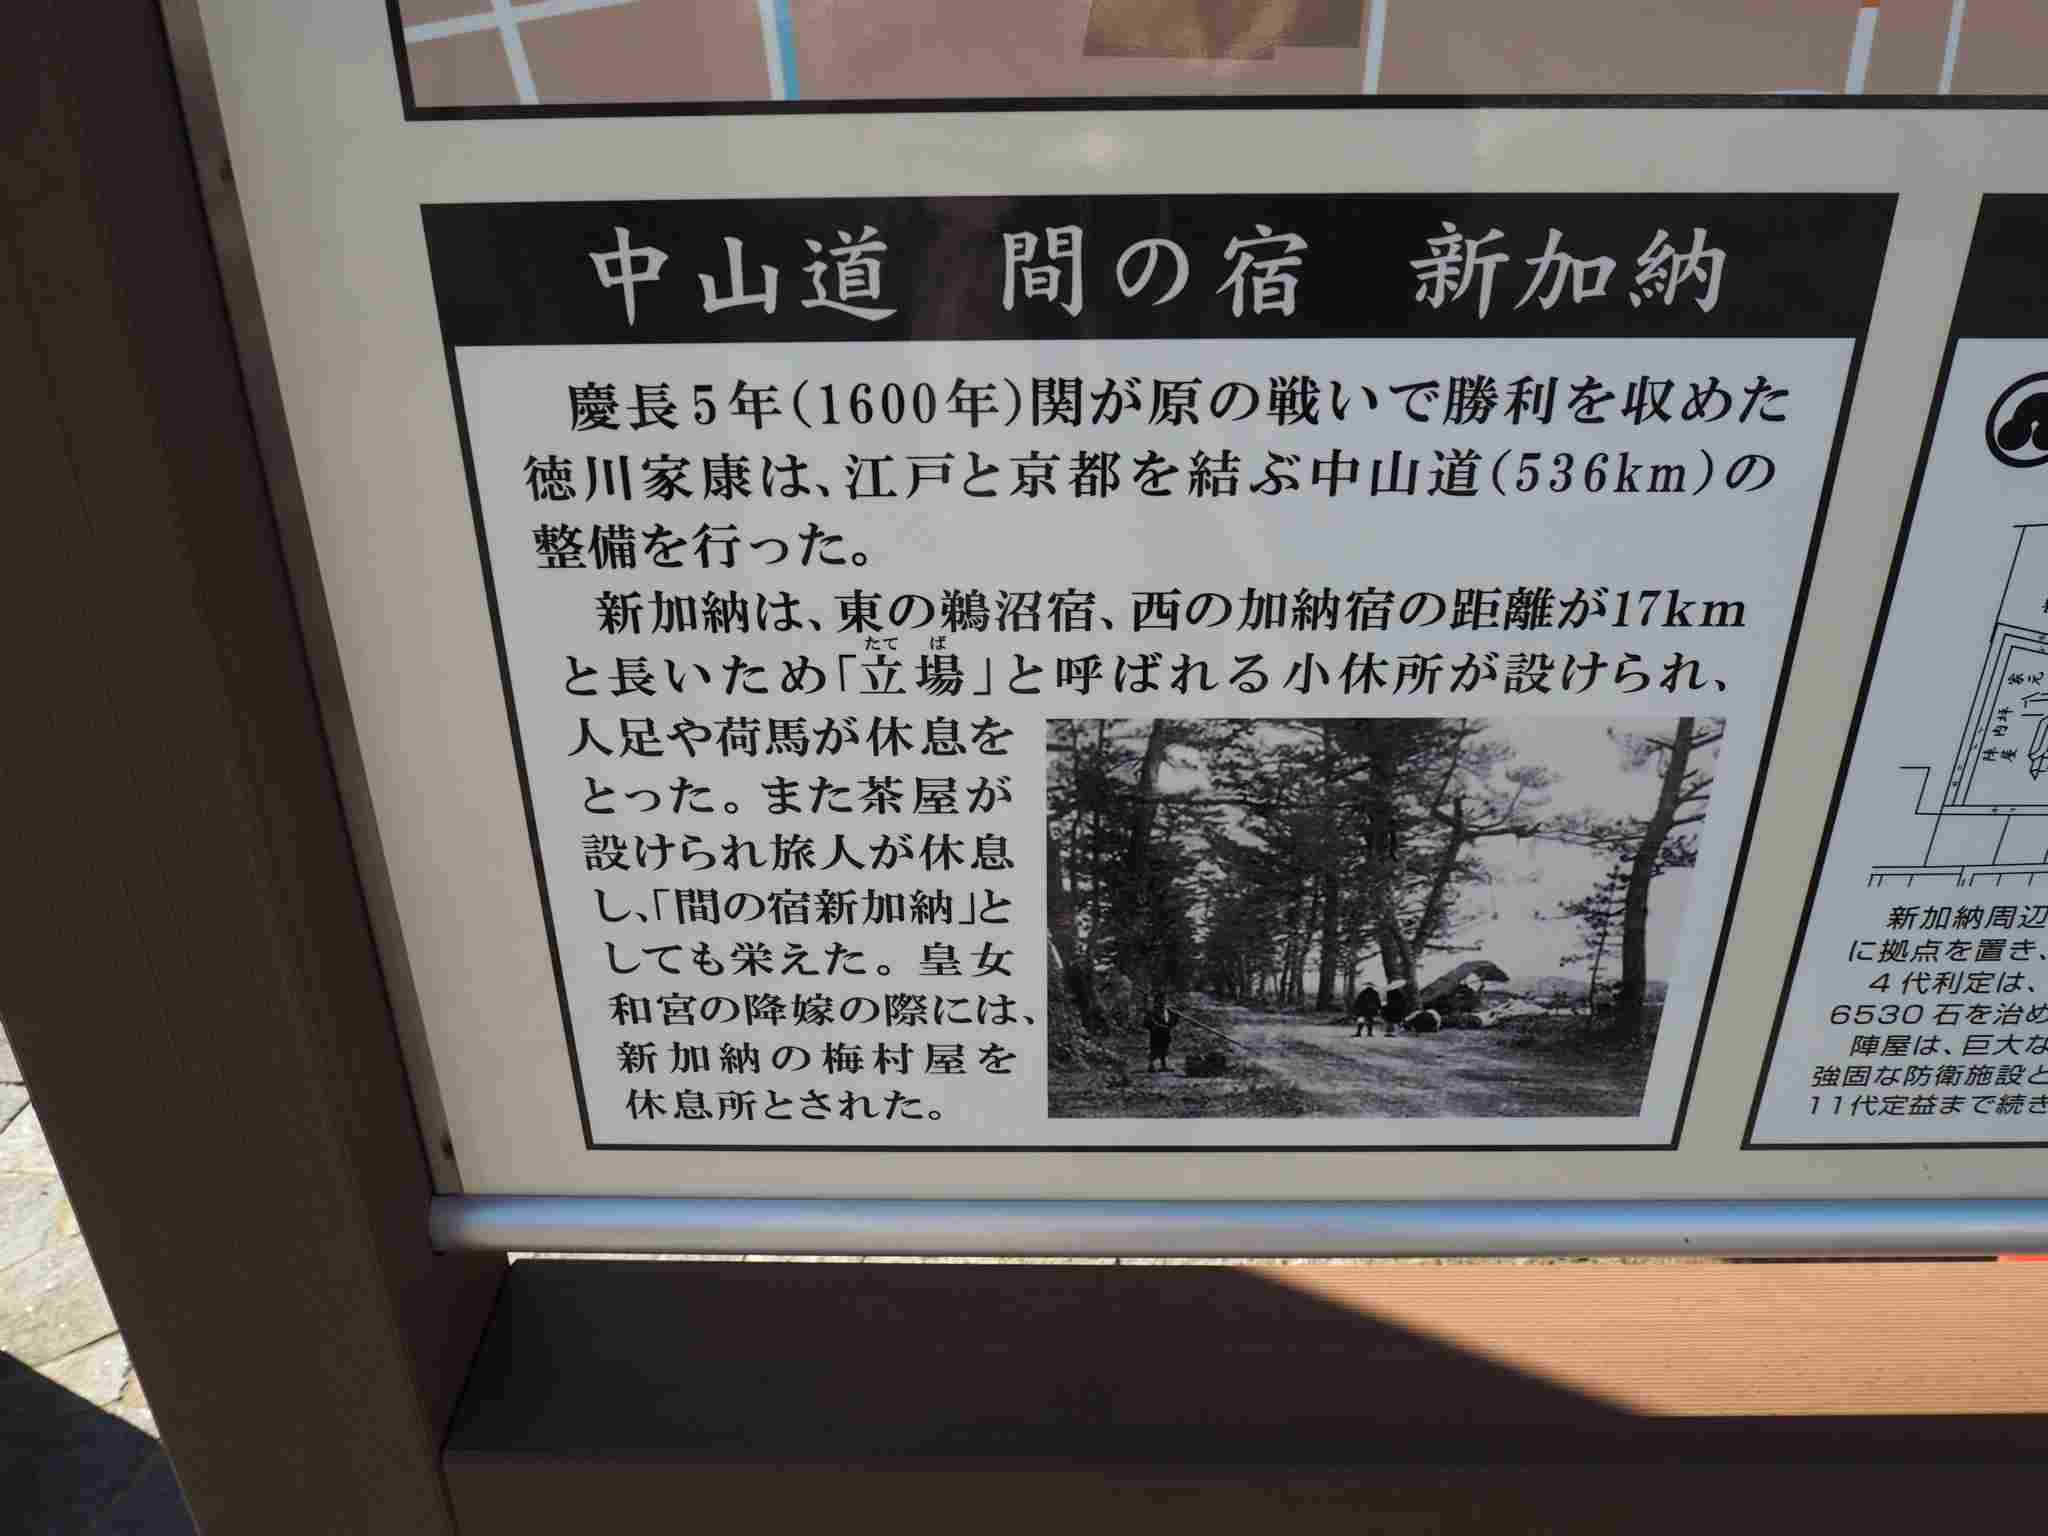 中山道　間の宿　新加納
慶長5年(1600年)関が原の戦いで勝利を収めた
徳川家康は、江戸と京都を結ぶ中山道(536km)の
整備を行った。
新加納は、東の鵜沼宿、西の加納宿の距離が17km
たてば
と長いため「立場」と呼ばれる小休所が設けられ、
人足や荷馬が休息を
とった。また茶屋が
設けられ旅人が休息
し、「間の宿新加納」と
しても栄えた。皇女
和宮の降嫁の際には、
新加納の梅村屋を
休息所とされた。
新加納周辺
に拠点を置き、
4代利定は、
6530石を治め
陣屋は、巨大な
強固な防衛施設と
11代定益まで続き